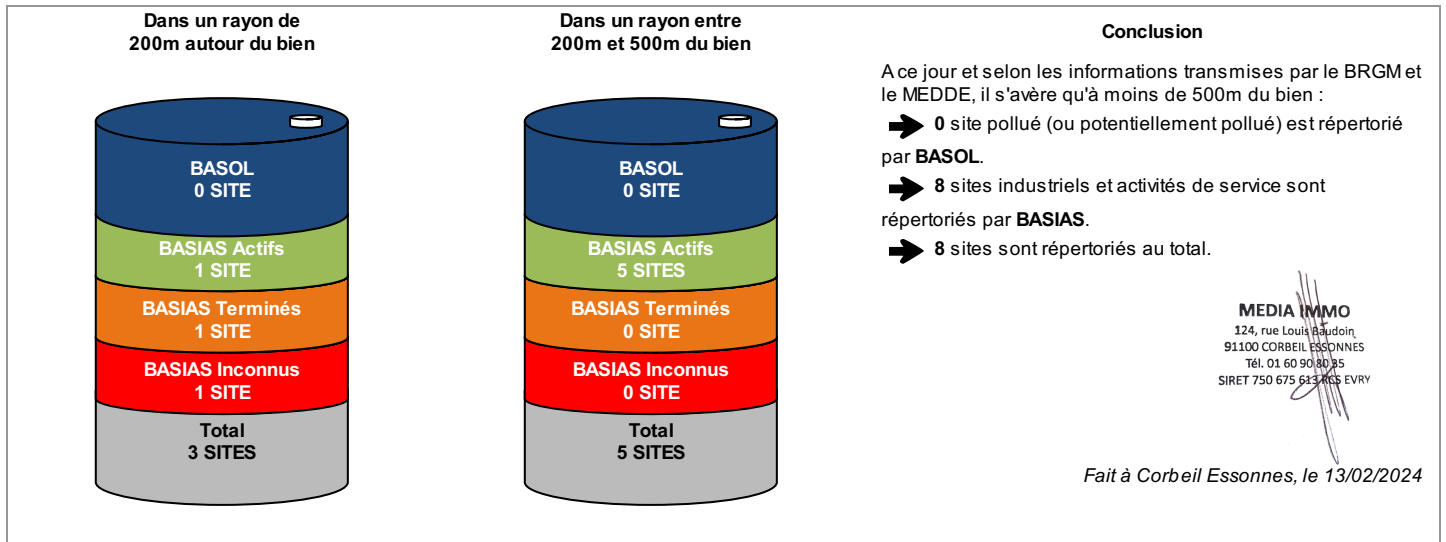 Dans un rayon de
200m autour du bien
BASOL
0 SITE
BASIAS Actifs
1 SITE
BASIAS Terminés
1 SITE
BASIAS Inconnus
1 SITE
Total
3 SITES
Dans un rayon entre
200m et 500m du bien
BASOL
0 SITE
BASIAS Actifs
5 SITES
BASIAS Terminés
0 SITE
BASIAS Inconnus
0 SITE
Total
5 SITES
Conclusion
A ce jour et selon les informations transmises par le BRGM et
le MEDDE, il s'avère qu'à moins de 500m du bien :
0 site pollué (ou potentiellement pollué) est répertorié
par BASOL.
8 sites industriels et activités de service sont
répertoriés par BASIAS.
8 sites sont répertoriés au total.
MEDIA IMMO
124, rue Louis Baudoin
91100 CORBEIL ESSONNES
Tél. 01 60 90 80 85
SIRET 750 675 613 RCS EVRY
Fait à Corbeil Essonnes, le 13/02/2024